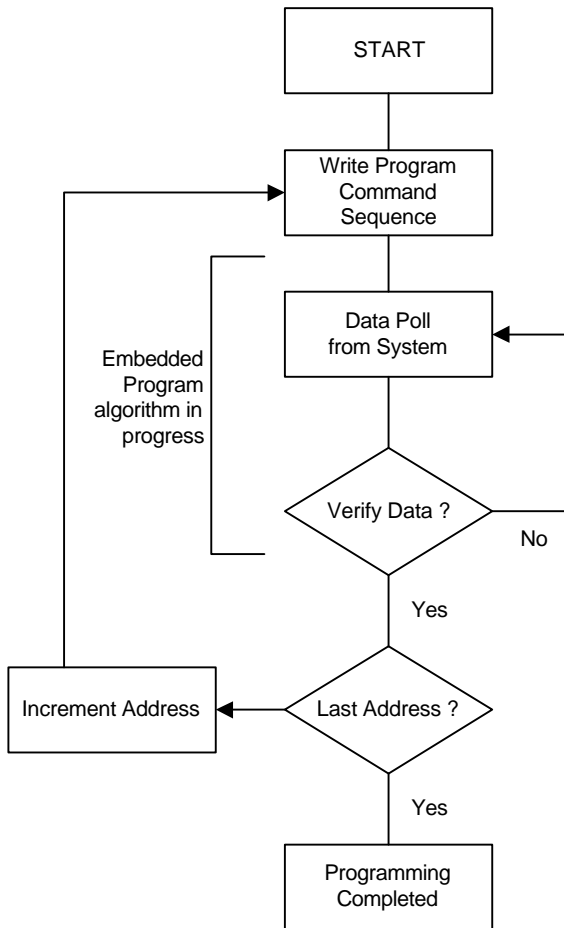 START
Write Program
Command
Sequence
Data Poll
from System
Embedded
Program
algorithm in
progress
Verify Data ?
No
Yes
Increment Address
Last Address ?
Yes
Programming
Completed